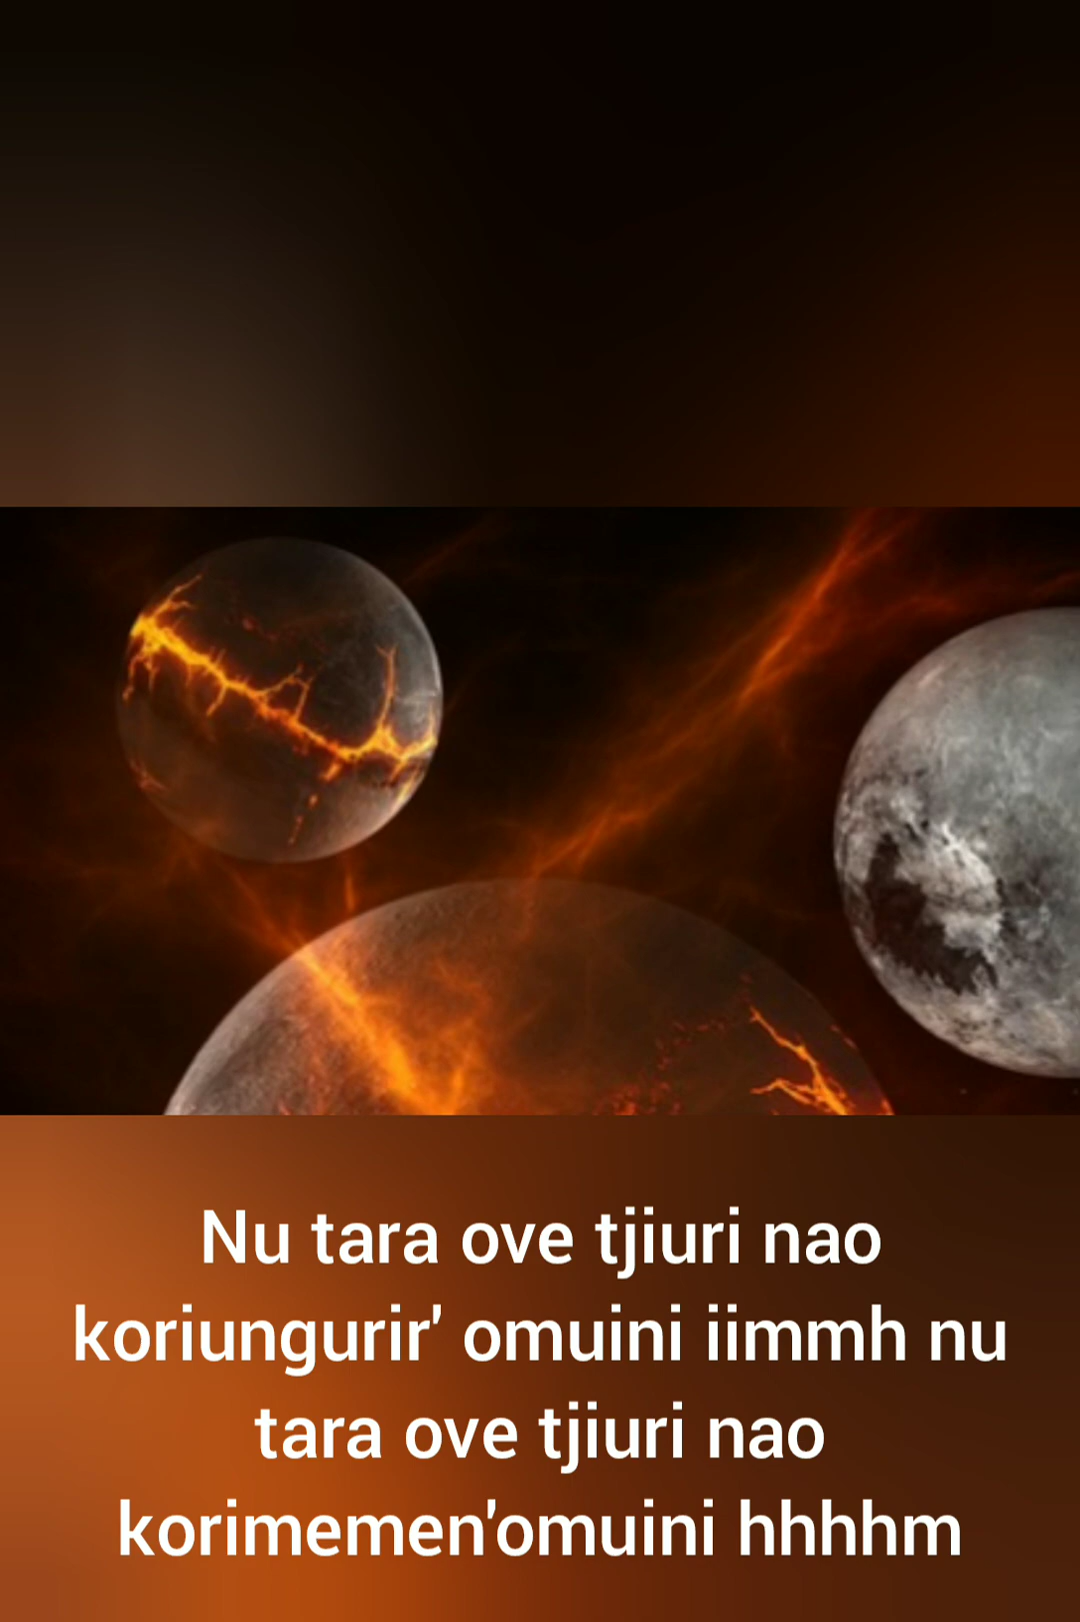 Nu tara ove tjiuri nao
koriungurir' omuini iimmh nu
tara ove tjiuri nao
korimemen'omuini hhhhm